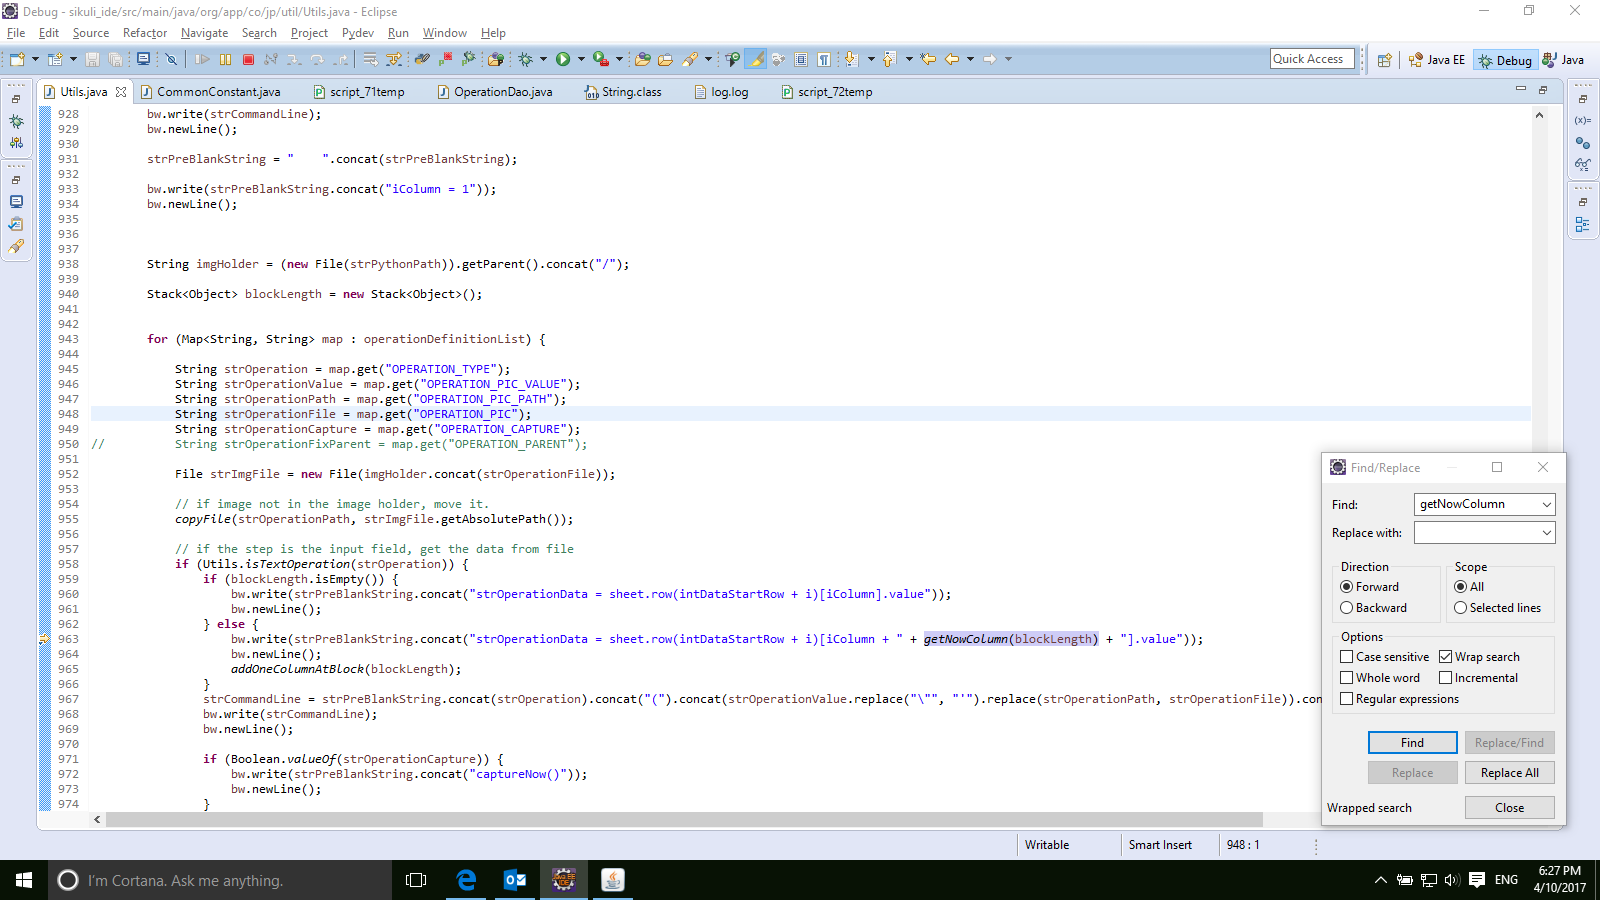 Debug - sikuli_ide/src/main/java/org/app/co/jp/util/Utils.java - Eclipse
File Edit Source Refactor Navigate Search Project Pydev Run Window Help
Quick Access Java EE Debug Java
Utils.java CommonConstant.java script_71temp OperationDao.java String.class log.log script_72temp
928 bw.write(strCommandLine);
929 bw.newLine();
930
931 strPreBlankString = "    ".concat(strPreBlankString);
932
933 bw.write(strPreBlankString.concat("iColumn = 1"));
934 bw.newLine();
935
936
937
938 String imgHolder = (new File(strPythonPath)).getParent().concat("/");
939
940 Stack<Object> blockLength = new Stack<Object>();
941
942
943 for (Map<String, String> map : operationDefinitionList) {
944
945 String strOperation = map.get("OPERATION_TYPE");
946 String strOperationValue = map.get("OPERATION_PIC_VALUE");
947 String strOperationPath = map.get("OPERATION_PIC_PATH");
948 String strOperationFile = map.get("OPERATION_PIC");
949 String strOperationCapture = map.get("OPERATION_CAPTURE");
950 // String strOperationFixParent = map.get("OPERATION_PARENT");
951
952 File strImgFile = new File(imgHolder.concat(strOperationFile));
953
954 // if image not in the image holder, move it.
955 copyFile(strOperationPath, strImgFile.getAbsolutePath());
956
957 // if the step is the input field, get the data from file
958 if (Utils.isTextOperation(strOperation)) {
959 if (blockLength.isEmpty()) {
960 bw.write(strPreBlankString.concat("strOperationData = sheet.row(intDataStartRow + i)[iColumn].value"));
961 bw.newLine();
962 } else {
963 bw.write(strPreBlankString.concat("strOperationData = sheet.row(intDataStartRow + i)[iColumn + " + getNowColumn(blockLength) + "].value"));
964 bw.newLine();
965 addOneColumnAtBlock(blockLength);
966 }
967 strCommandLine = strPreBlankString.concat(strOperation).concat("(").concat(strOperationValue.replace("\"", "'").replace(strOperationPath, strOperationFile)).con
968 bw.write(strCommandLine);
969 bw.newLine();
970
971 if (Boolean.valueOf(strOperationCapture)) {
972 bw.write(strPreBlankString.concat("captureNow()"));
973 bw.newLine();
974 }
Find/Replace
Find: getNowColumn
Replace with:
Direction Scope
Forward All
Backward Selected lines
Options
Case sensitive Wrap search
Whole word Incremental
Regular expressions
Find Replace/Find
Replace Replace All
Wrapped search Close
Writable Smart Insert 948 : 1
I'm Cortana. Ask me anything.
ENG 6:27 PM
4/10/2017